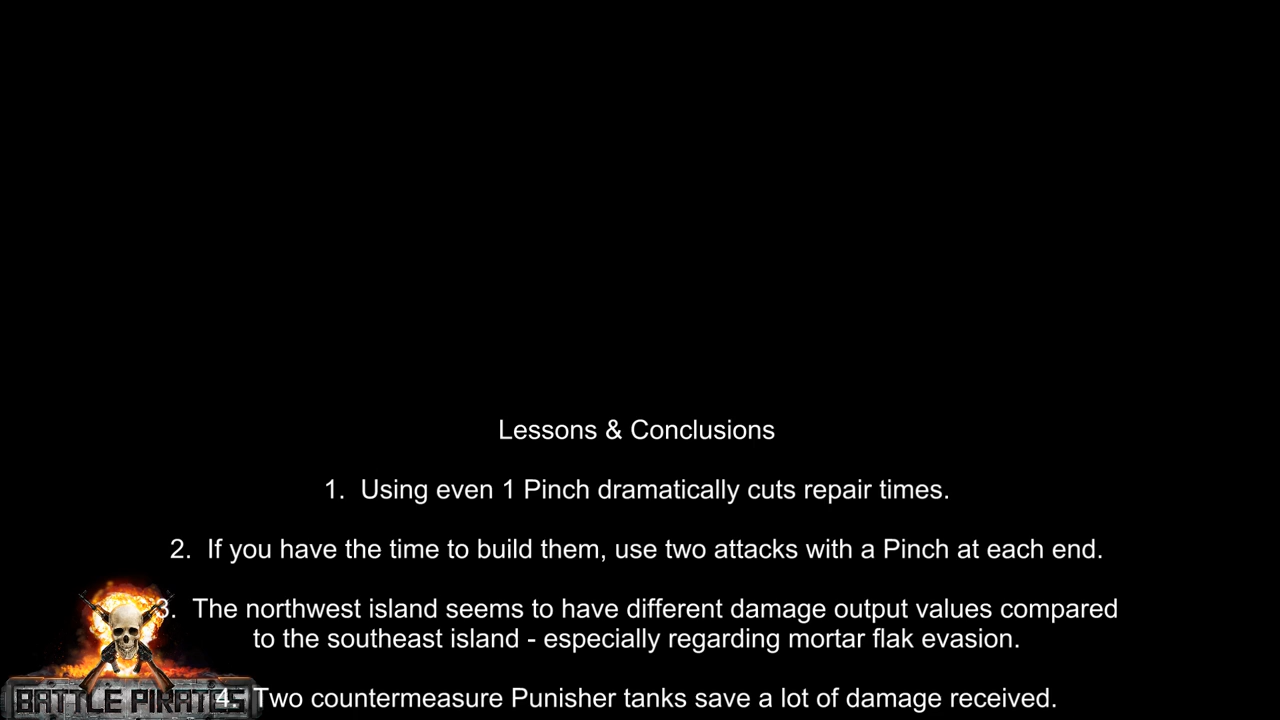 Lessons & Conclusions
1. Using even 1 Pinch dramatically cuts repair times.
2. If you have the time to build them, use two attacks with a Pinch at each end.
3. The northwest island seems to have different damage output values compared
to the southeast island - especially regarding mortar flak evasion.
4. Two countermeasure Punisher tanks save a lot of damage received.
BATTLE PIRATES